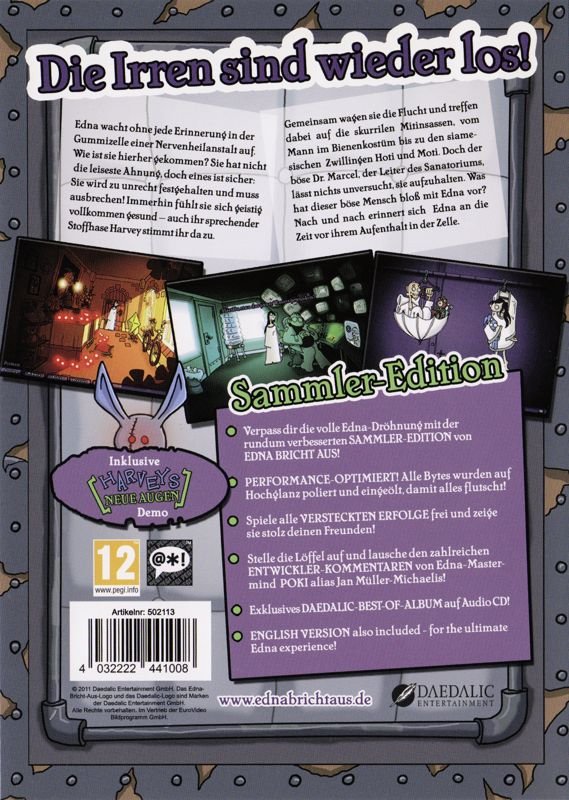 Die Irren sind wieder los!
Edna wacht ohne jede Erinnerung in der
Gummizelle einer Nervenheilanstalt auf.
Wie ist sie hierher gekommen? Sie hat nicht
die leiseste Ahnung, doch eines ist sicher:
Sie wird zu unrecht festgehalten und muss
ausbrechen! Immerhin fühlt sie sich geistig
vollkommen gesund – auch ihr sprechender
Stoffhase Harvey stimmt ihr da zu.
Gemeinsam wagen sie die Flucht und treffen
dabei auf die skurrilen Mitinsassen, vom
Mann im Bienenkostüm bis zu den siame-
sischen Zwillingen Hoti und Moti. Doch der
böse Dr. Marcel, der Leiter des Sanatoriums,
lässt nichts unversucht, sie aufzuhalten. Was
hat dieser böse Mensch bloß mit Edna vor?
Nach und nach erinnert sich Edna an die
Zeit vor ihrem Aufenthalt in der Zelle.
Sammler-Edition
Verpass dir die volle Edna-Dröhnung mit der
rundum verbesserten SAMMLER-EDITION von
EDNA BRICHT AUS!
PERFORMANCE-OPTIMIERT! Alle Bytes wurden auf
Hochglanz poliert und eingeölt, damit alles flutscht!
Spiele alle VERSTECKTEN ERFOLGE frei und zeige
sie stolz deinen Freunden!
Stelle die Löffel auf und lausche den zahlreichen
ENTWICKLER-KOMMENTAREN von Edna-Master-
mind POKI alias Jan Müller-Michaelis!
Exklusives DAEDALIC-BEST-OF-ALBUM auf Audio CD!
ENGLISH VERSION also included - for the ultimate
Edna experience!
Inklusive
HARVEYS
NEUE AUGEN
Demo
12
www.pegi.info
@*!
Artikelnr: 502113
4 032222 441008
© 2011 Daedalic Entertainment GmbH. Das Edna-
Bricht-Aus-Logo und das Daedalic-Logo sind Marken
der Daedalic Entertainment GmbH.
Alle Rechte vorbehalten. Im Vertrieb der EuroVideo
Bildprogramm GmbH.
www.ednabrichtaus.de
DAEDALIC
ENTERTAINMENT